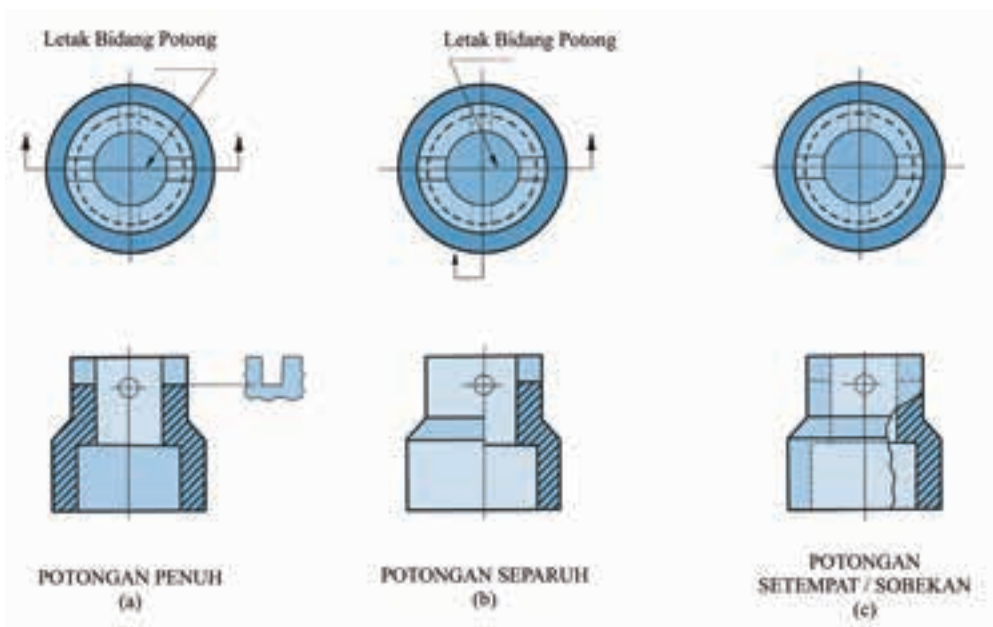 Letak Bidang Potong
Letak Bidang Potong
POTONGAN PENUH
(a)
POTONGAN SEPARUH
(b)
POTONGAN
SETEMPAT / SOBEKAN
(c)